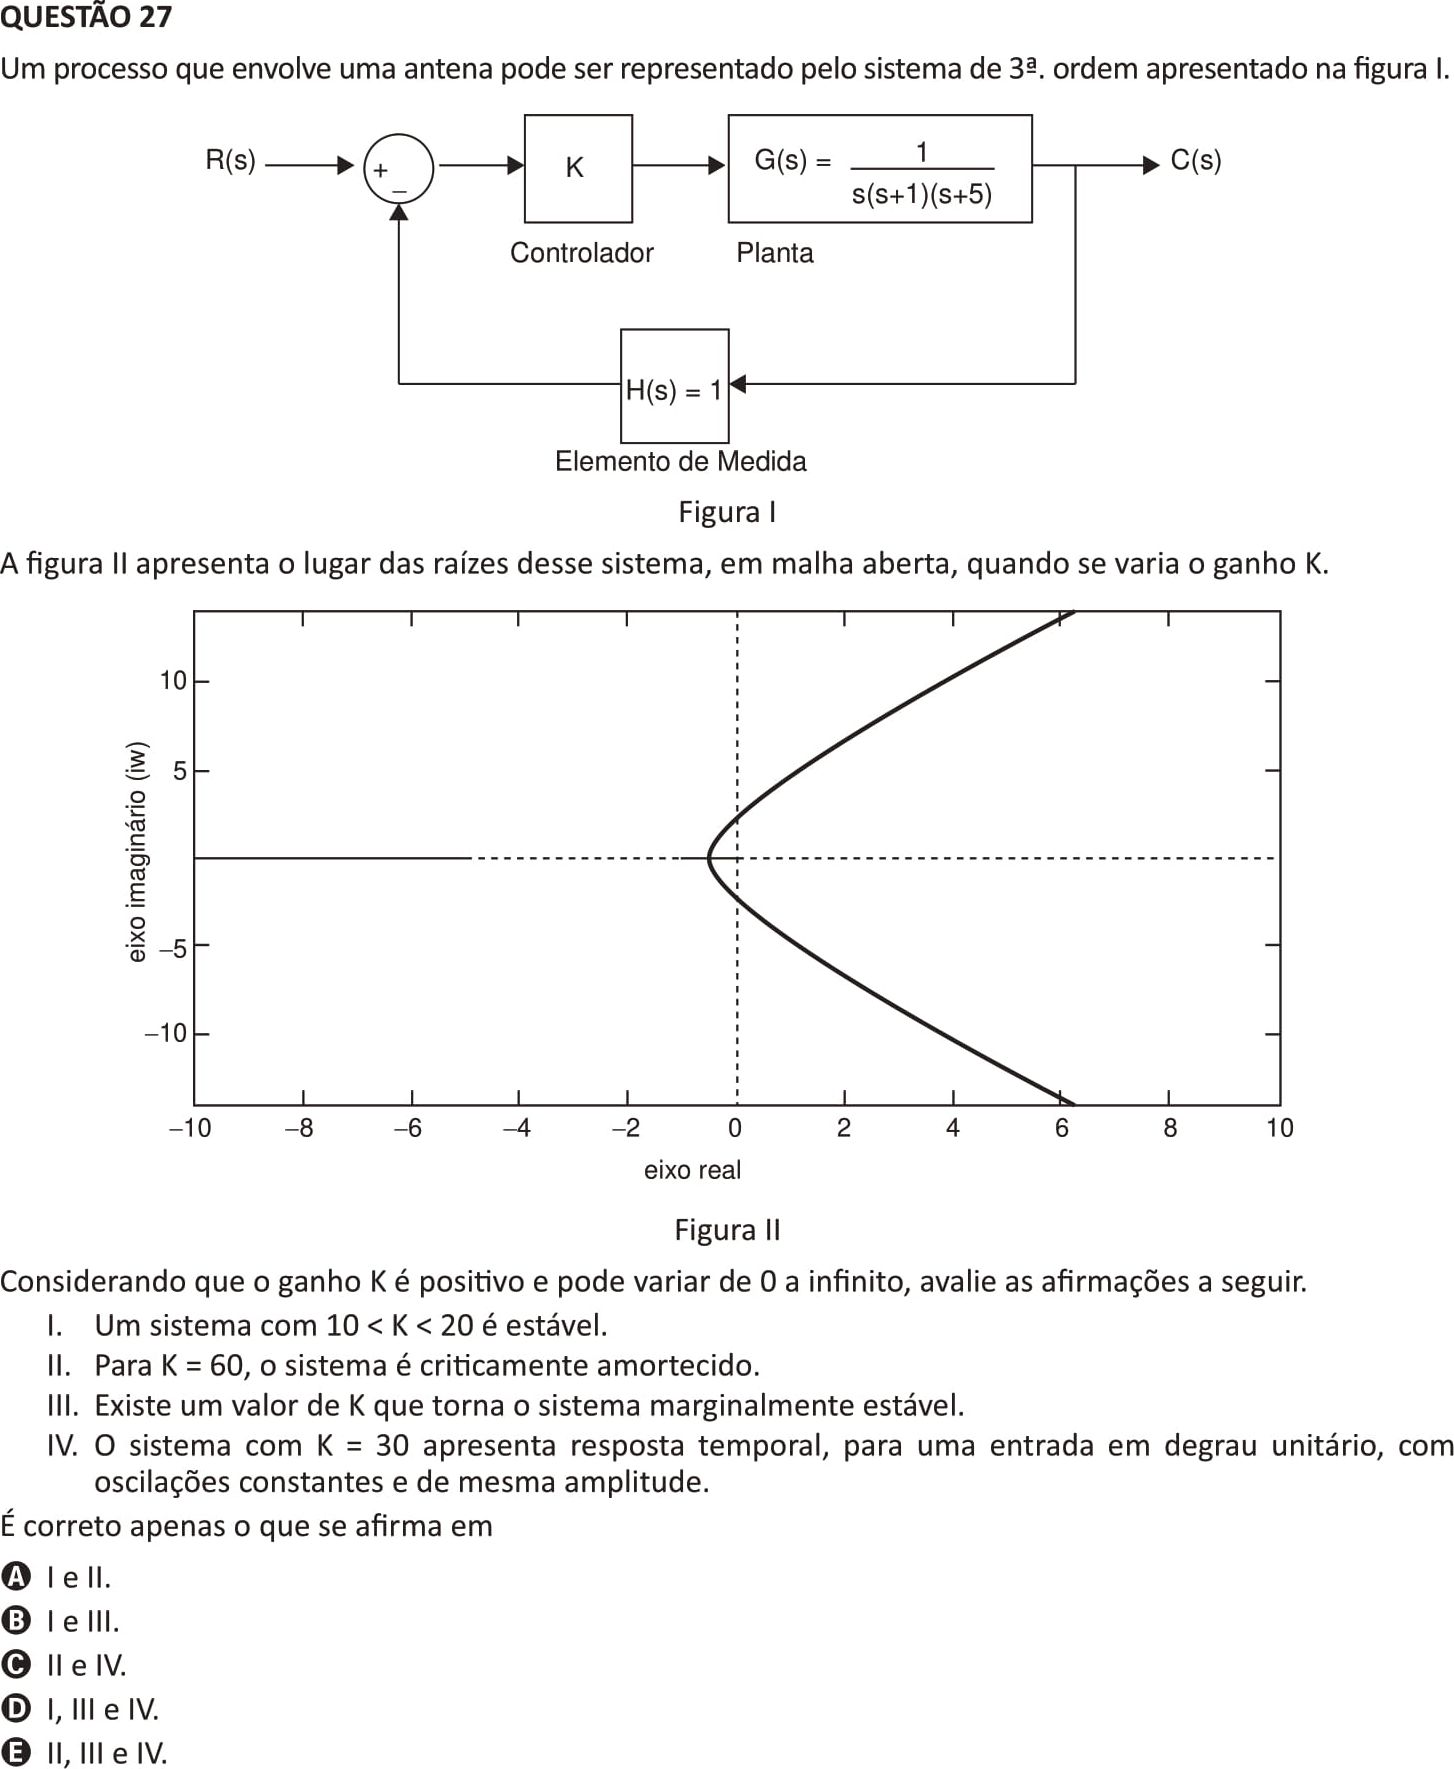 QUESTÃO 27
Um processo que envolve uma antena pode ser representado pelo sistema de 3ª. ordem apresentado na figura I.
R(s)
+
–
K
G(s) = 1
s(s+1)(s+5)
C(s)
Controlador
Planta
H(s) = 1
Elemento de Medida
Figura I
A figura II apresenta o lugar das raízes desse sistema, em malha aberta, quando se varia o ganho K.
10
5
–5
–10
eixo imaginário (iw)
–10 –8 –6 –4 –2 0 2 4 6 8 10
eixo real
Figura II
Considerando que o ganho K é positivo e pode variar de 0 a infinito, avalie as afirmações a seguir.
I. Um sistema com 10 < K < 20 é estável.
II. Para K = 60, o sistema é criticamente amortecido.
III. Existe um valor de K que torna o sistema marginalmente estável.
IV. O sistema com K = 30 apresenta resposta temporal, para uma entrada em degrau unitário, com
oscilações constantes e de mesma amplitude.
É correto apenas o que se afirma em
A I e II.
B I e III.
C II e IV.
D I, III e IV.
E II, III e IV.